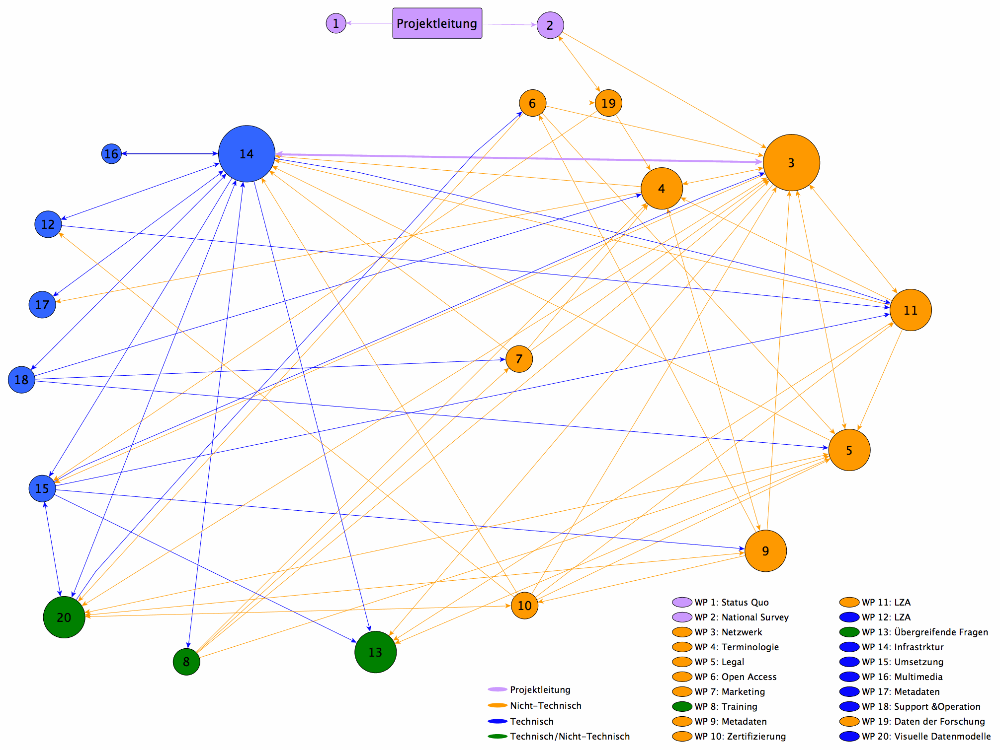 1
Projektleitung
2
6
19
16
14
3
4
12
17
11
7
18
5
15
9
20
10
8
13
Projektleitung
Nicht-Technisch
Technisch
Technisch/Nicht-Technisch
WP 1: Status Quo
WP 2: National Survey
WP 3: Netzwerk
WP 4: Terminologie
WP 5: Legal
WP 6: Open Access
WP 7: Marketing
WP 8: Training
WP 9: Metadaten
WP 10: Zertifizierung
WP 11: LZA
WP 12: LZA
WP 13: Übergreifende Fragen
WP 14: Infrastrktur
WP 15: Umsetzung
WP 16: Multimedia
WP 17: Metadaten
WP 18: Support &Operation
WP 19: Daten der Forschung
WP 20: Visuelle Datenmodelle